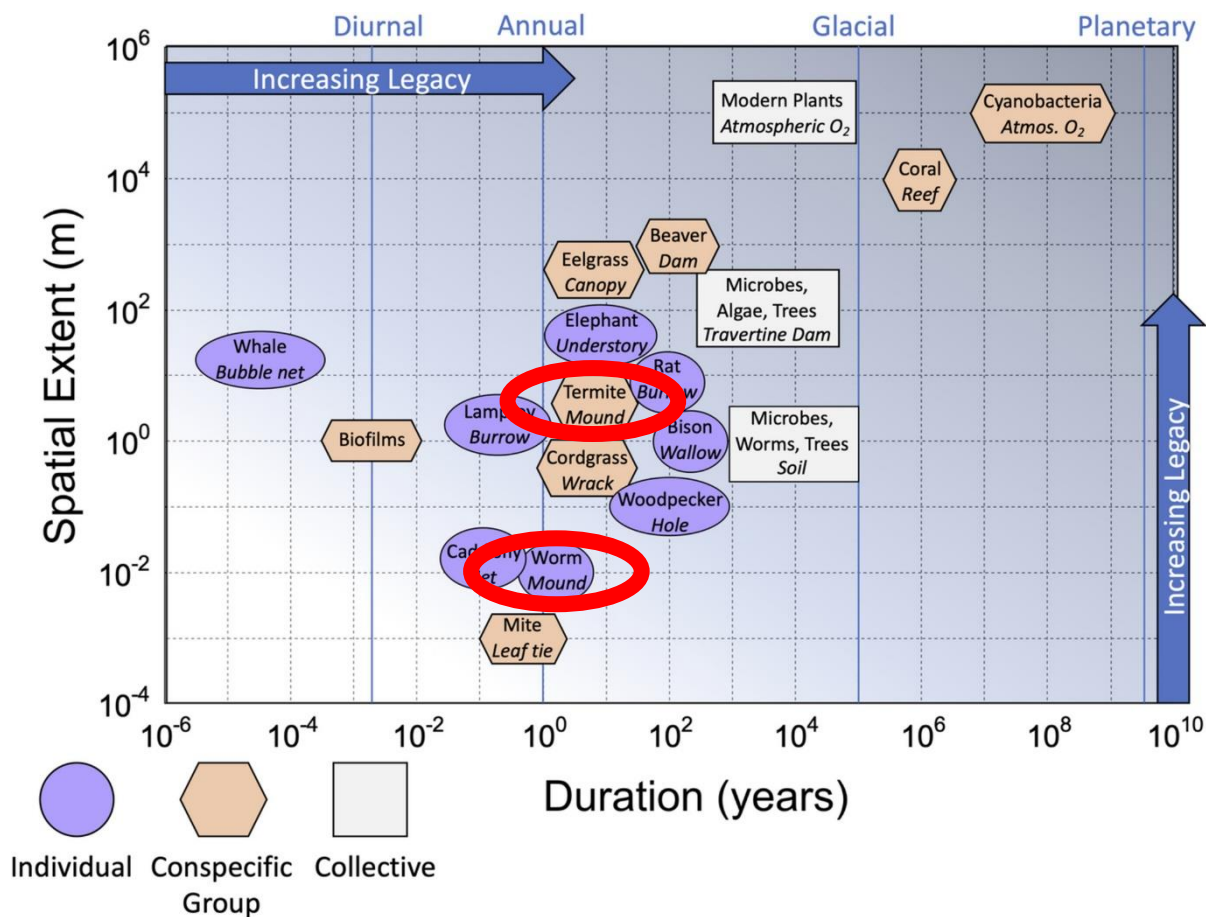 Diurnal Annual Glacial Planetary
Increasing Legacy
Spatial Extent (m)
10^6
10^4
10^2
10^0
10^-2
10^-4
Modern Plants
Atmospheric O₂
Cyanobacteria
Atmos. O₂
Coral
Reef
Beaver
Dam
Eelgrass
Canopy
Microbes,
Algae, Trees
Travertine Dam
Elephant
Understory
Whale
Bubble net
Rat
Burrow
Termite
Mound
Lamprey
Burrow
Bison
Wallow
Microbes,
Worms, Trees
Soil
Biofilms
Cordgrass
Wrack
Woodpecker
Hole
Worm
Mound
Mite
Leaf tie
Increasing Legacy
10^-6 10^-4 10^-2 10^0 10^2 10^4 10^6 10^8 10^10
Duration (years)
Individual
Conspecific
Group
Collective